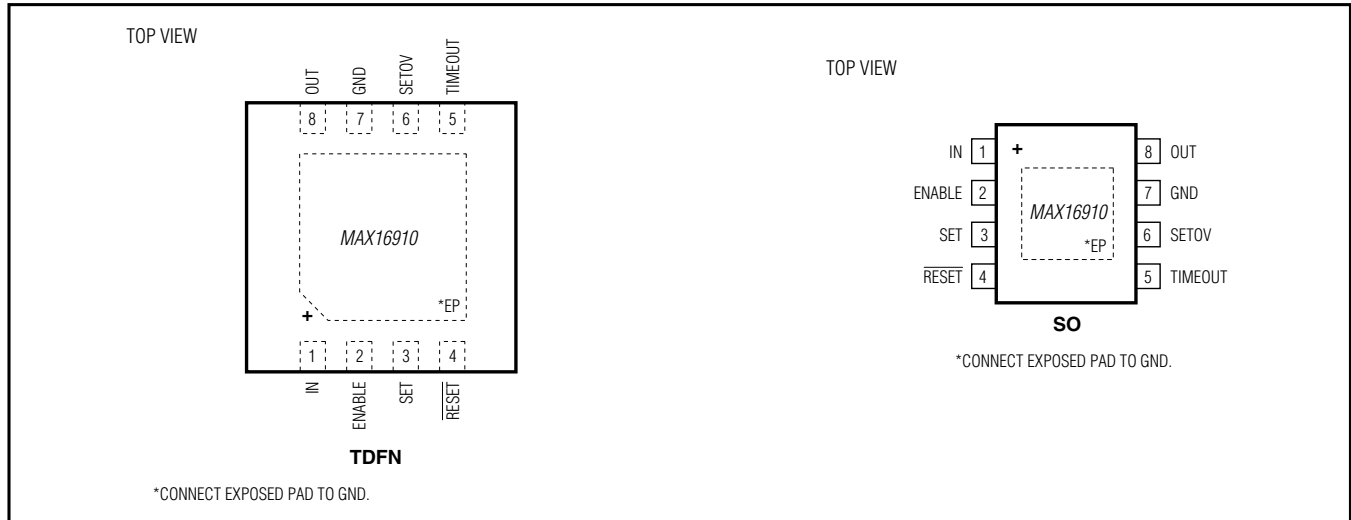 TOP VIEW
OUT
GND
SETOV
TIMEOUT
8 7 6 5
MAX16910
*EP
+
1 2 3 4
IN
ENABLE
SET
RESET
TDFN
*CONNECT EXPOSED PAD TO GND.
TOP VIEW
IN 1 + 8 OUT
ENABLE 2 7 GND
MAX16910
SET 3 *EP 6 SETOV
RESET 4 5 TIMEOUT
SO
*CONNECT EXPOSED PAD TO GND.